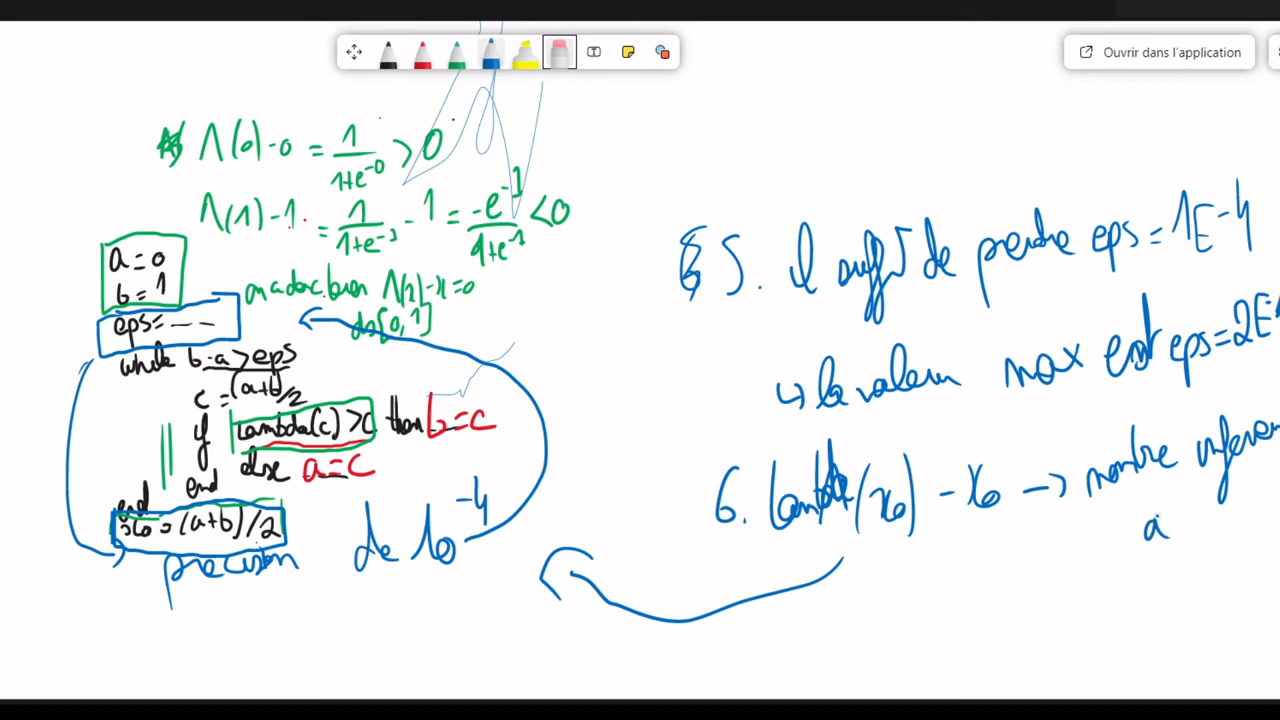 Ouvrir dans l'application
Λ(0)-0 = 1/(1+e^-0) > 0
Λ(1)-1 = 1/(1+e^-1) - 1 = -e^-1/(1+e^-1) < 0
a=0
b=1
on a donc bien Λ(x)-x=0
ds [0,1]
eps= ----
while b-a>eps
c = (a+b)/2
if Lambda(c)>c then b=c
else a=c
end
end
x0=(a+b)/2
precision de 10^-4
5. il suffit de prendre eps = 1E-4
↳ la valeur max est eps=2E-
6. lambda(x0) - x0 → nombre
a